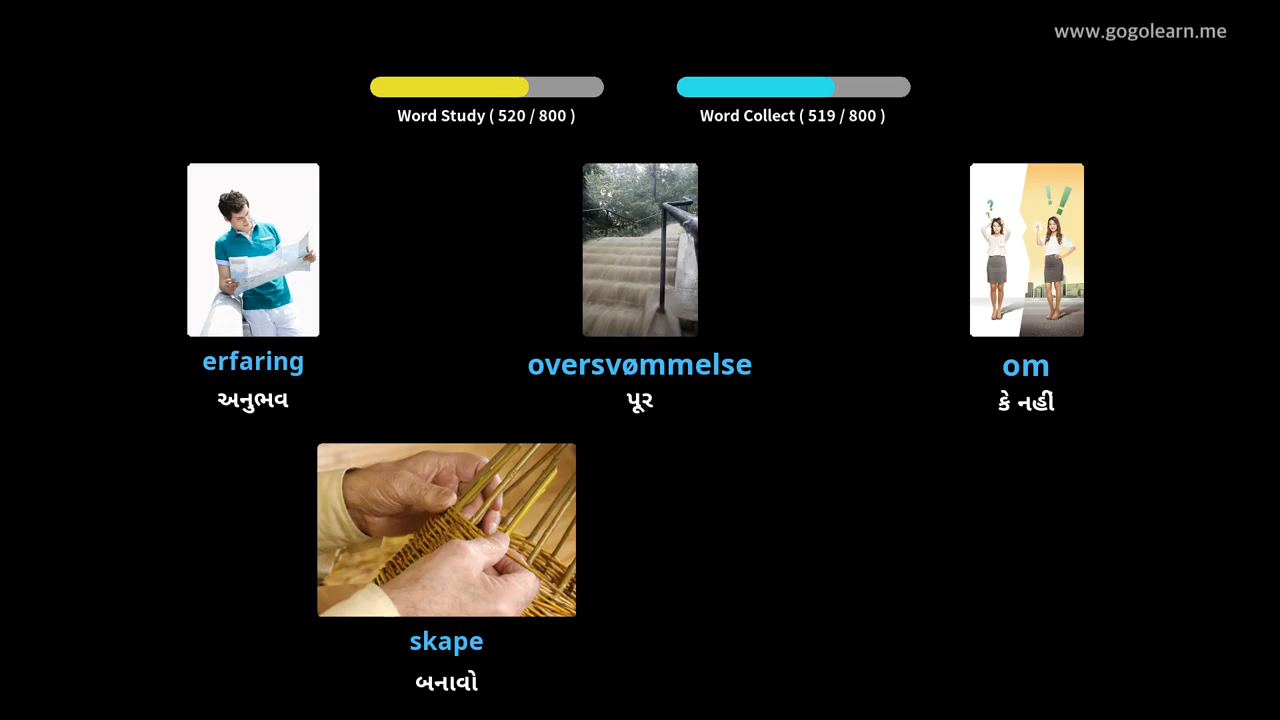 www.gogolearn.me
Word Study ( 520 / 800 )
Word Collect ( 519 / 800 )
erfaring
અનુભવ
oversvømmelse
પૂર
om
કે નહીં
skape
બનાવો